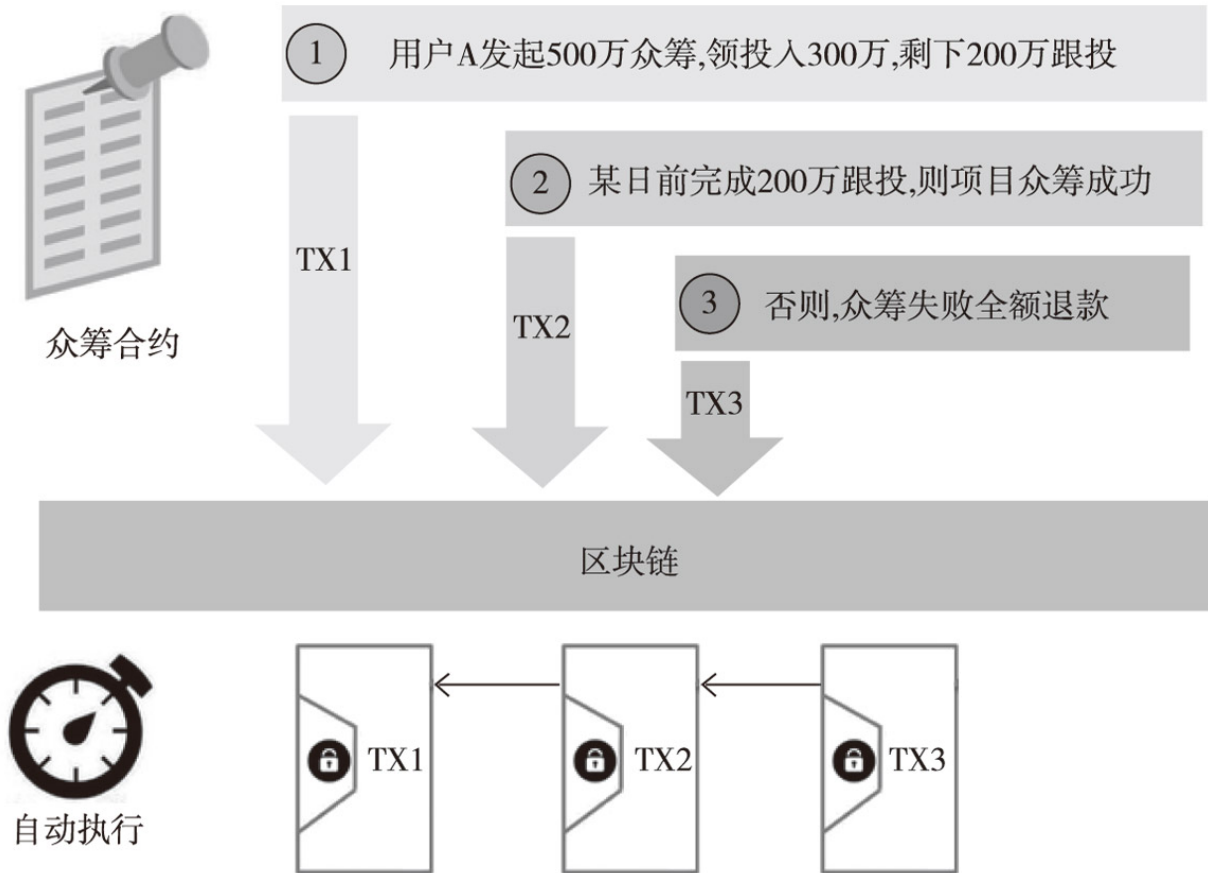 1 用户A发起500万众筹,领投入300万,剩下200万跟投
2 某日前完成200万跟投,则项目众筹成功
TX1
3 否则,众筹失败全额退款
TX2
众筹合约
TX3
区块链
TX1
TX2
TX3
自动执行